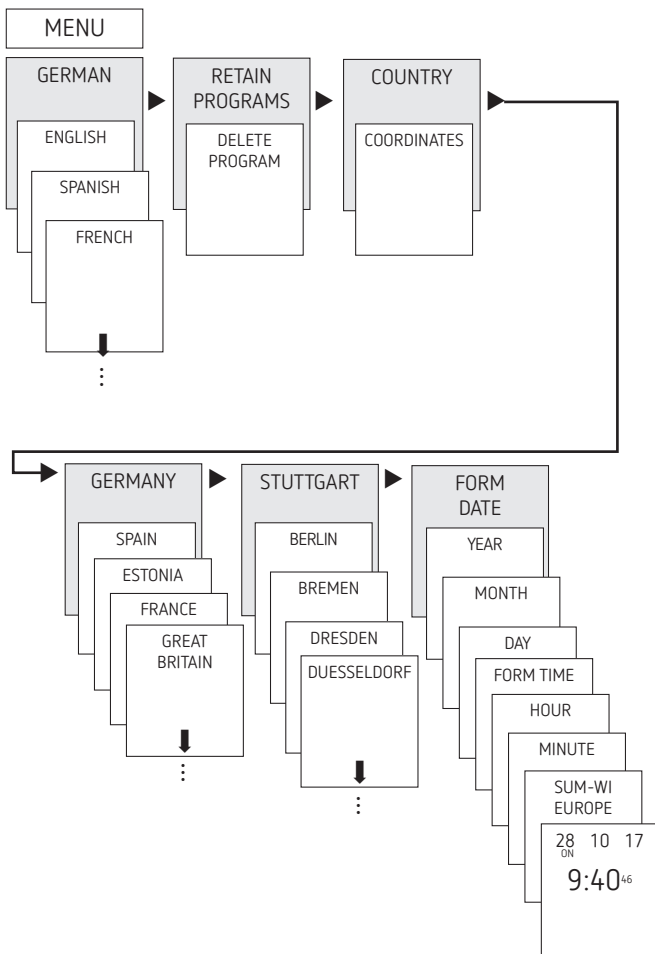 MENU
GERMAN
ENGLISH
SPANISH
FRENCH
RETAIN
PROGRAMS
DELETE
PROGRAM
COUNTRY
COORDINATES
GERMANY
SPAIN
ESTONIA
FRANCE
GREAT
BRITAIN
STUTTGART
BERLIN
BREMEN
DRESDEN
DUESSELDORF
FORM
DATE
YEAR
MONTH
DAY
FORM TIME
HOUR
MINUTE
SUM-WI
EUROPE
28 10 17
ON
9:40 46